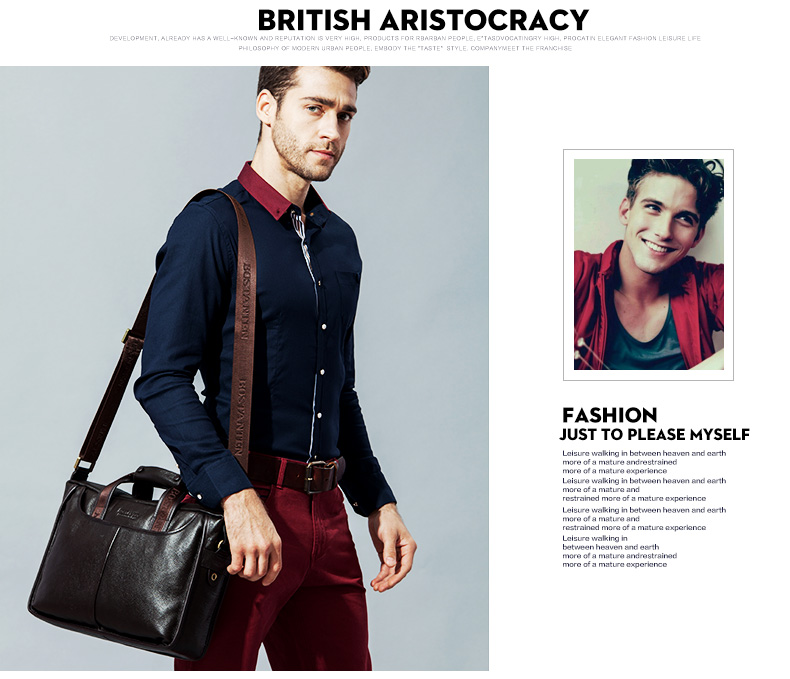 BRITISH ARISTOCRACY
DEVELOPMENT, ALREADY HAS A WELL-KNOWN AND REPUTATION IS VERY HIGH, PRODUCTS FOR RBARBAN PEOPLE, E"TASDVOCATINGRY HIGH, PROCATIN ELEGANT FASHION LEISURE LIFE
PHILOSOPHY OF MODERN URBAN PEOPLE, EMBODY THE "TASTE" STYLE, COMPANYMEET THE FRANCHISE
BOSTANTEN
BOSTANTEN
FASHION
JUST TO PLEASE MYSELF
Leisure walking in between heaven and earth
more of a mature andrestrained
more of a mature experience
Leisure walking in between heaven and earth
more of a mature and
restrained more of a mature experience
Leisure walking in between heaven and earth
more of a mature and
restrained more of a mature experience
Leisure walking in
between heaven and earth
more of a mature andrestrained
more of a mature experience